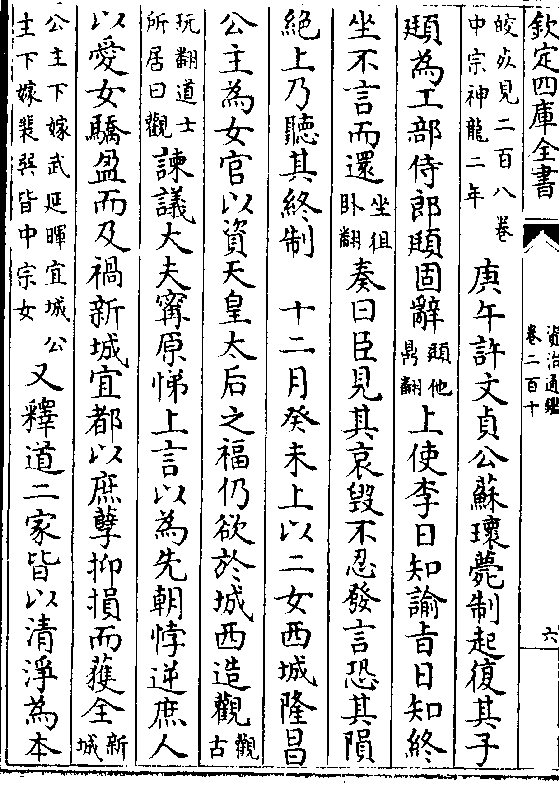 欽定四庫全書
資治通鑑
卷二百十
六
皎死見二百八卷
中宗神龍二年
庚午許文貞公蘇瓌薨制起復其子
頲為工部侍郎頲固辭
頲他
鼎翻
上使李日知諭旨日知終
坐不言而還
坐徂
卧翻
奏曰臣見其哀毀不忍發言恐其隕
絕上乃聽其終制 十二月癸未上以二女西城隆昌
公主為女官以資天皇太后之福仍欲於城西造觀
觀
古
玩翻道士
所居曰觀
諫議大夫甯原悌上言以為先朝悖逆庶人
以愛女驕盈而及禍新城宜都以庶孽抑損而獲全
新
城
公主下嫁武延暉宜城公
主下嫁裴巽皆中宗女
又釋道二家皆以清淨為本